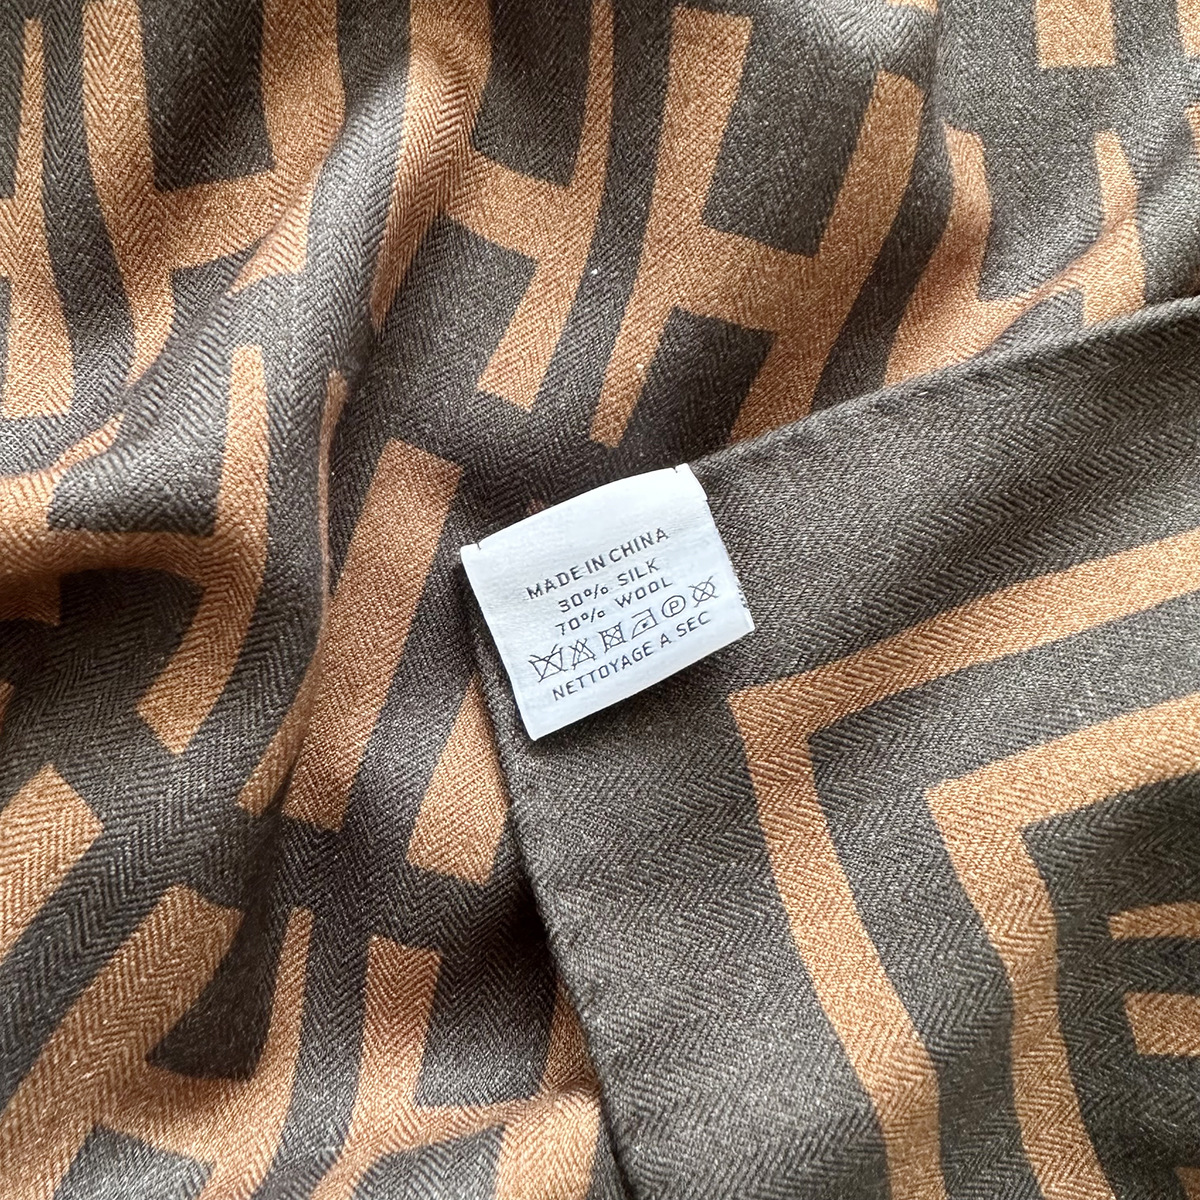 MADE IN CHINA
30% SILK
70% WOOL
P
NETTOYAGE A SEC